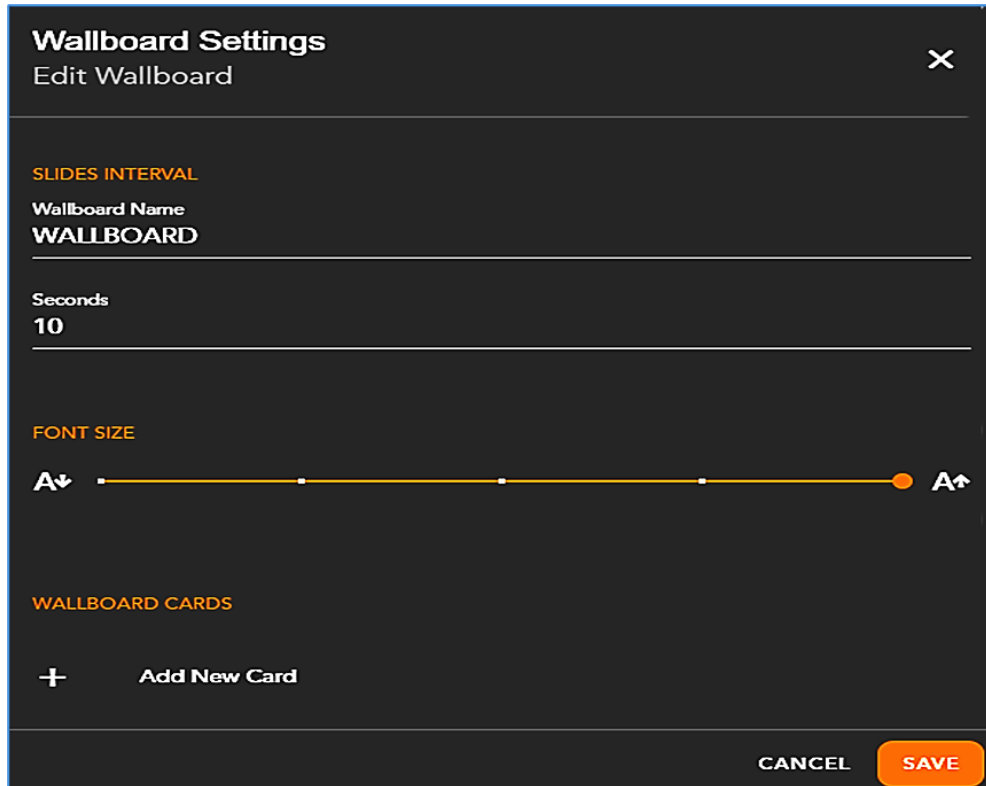 Wallboard Settings
Edit Wallboard
SLIDES INTERVAL
Wallboard Name
WALLBOARD
Seconds
10
FONT SIZE
A A
WALLBOARD CARDS
+ Add New Card
CANCEL SAVE